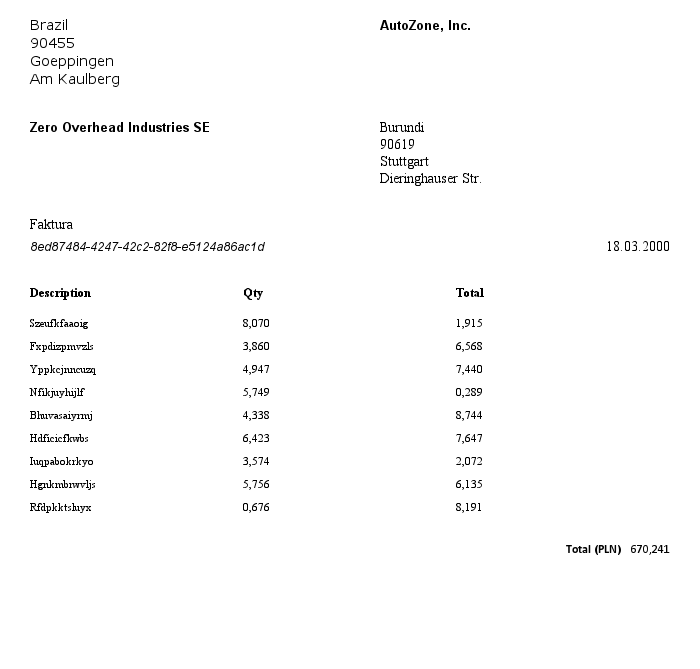 Brazil
90455
Goeppingen
Am Kaulberg
AutoZone, Inc.
Zero Overhead Industries SE
Burundi
90619
Stuttgart
Dieringhauser Str.
Faktura
8ed87484-4247-42c2-82f8-e5124a86ac1d 18.03.2000
Description Qty Total
Szeufkfaaoig 8,070 1,915
Fxpdizpmvzls 3,860 6,568
Yppkcjnncuzq 4,947 7,440
Nfikjuyhijlf 5,749 0,289
Bhuvasaiyrmj 4,338 8,744
Hdficiefkwbs 6,423 7,647
Iuqpabokrkyo 3,574 2,072
Hgnkmbrwvljs 5,756 6,135
Rfdpkktsluyx 0,676 8,191
Total (PLN) 670,241